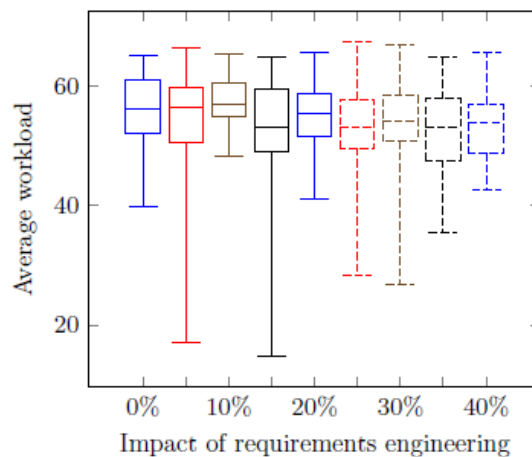 60
40
20
Average workload
0% 10% 20% 30% 40%
Impact of requirements engineering